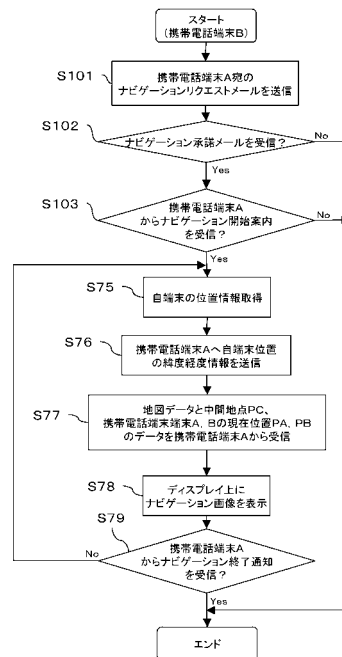 スタート
(携帯電話端末B)
S101
携帯電話端末A宛の
ナビゲーションリクエストメールを送信
S102
ナビゲーション承諾メールを受信?
No
Yes
S103
携帯電話端末A
からナビゲーション開始案内
を受信?
No
Yes
S75
自端末の位置情報取得
S76
携帯電話端末Aへ自端末位置
の緯度経度情報を送信
S77
地図データと中間地点PC、
携帯電話端末端末A, Bの現在位置PA, PB
のデータを携帯電話端末Aから受信
S78
ディスプレイ上に
ナビゲーション画像を表示
S79
携帯電話端末A
からナビゲーション終了通知
を受信?
No
Yes
エンド